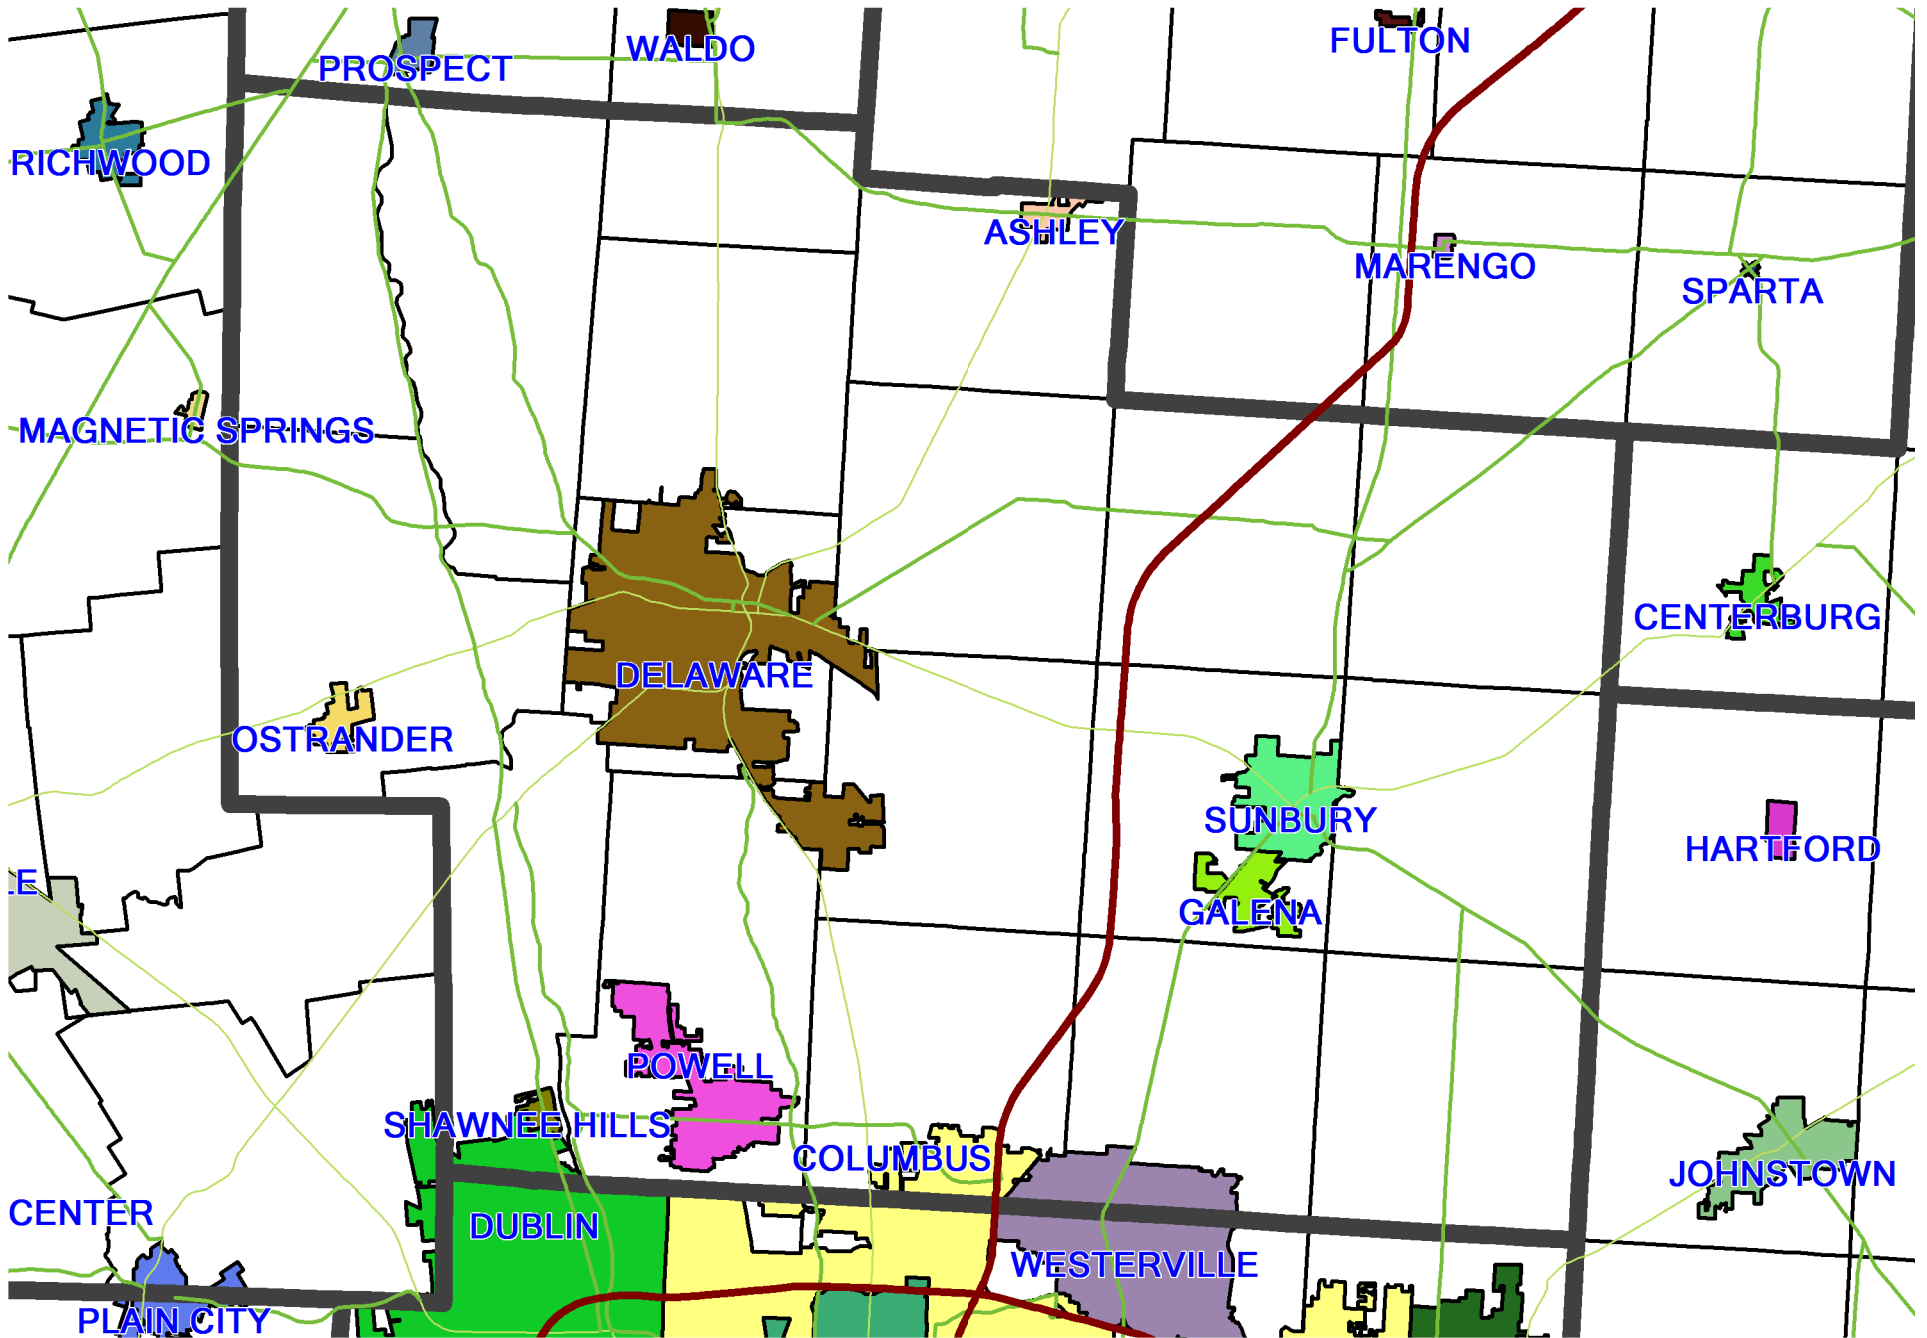 FULTON
WALDO
PROSPECT
RICHWOOD
ASHLEY
MARENGO
SPARTA
MAGNETIC SPRINGS
CENTERBURG
DELAWARE
OSTRANDER
SUNBURY
HARTFORD
LE
GALENA
POWELL
SHAWNEE HILLS
COLUMBUS
JOHNSTOWN
CENTER
DUBLIN
WESTERVILLE
PLAIN CITY